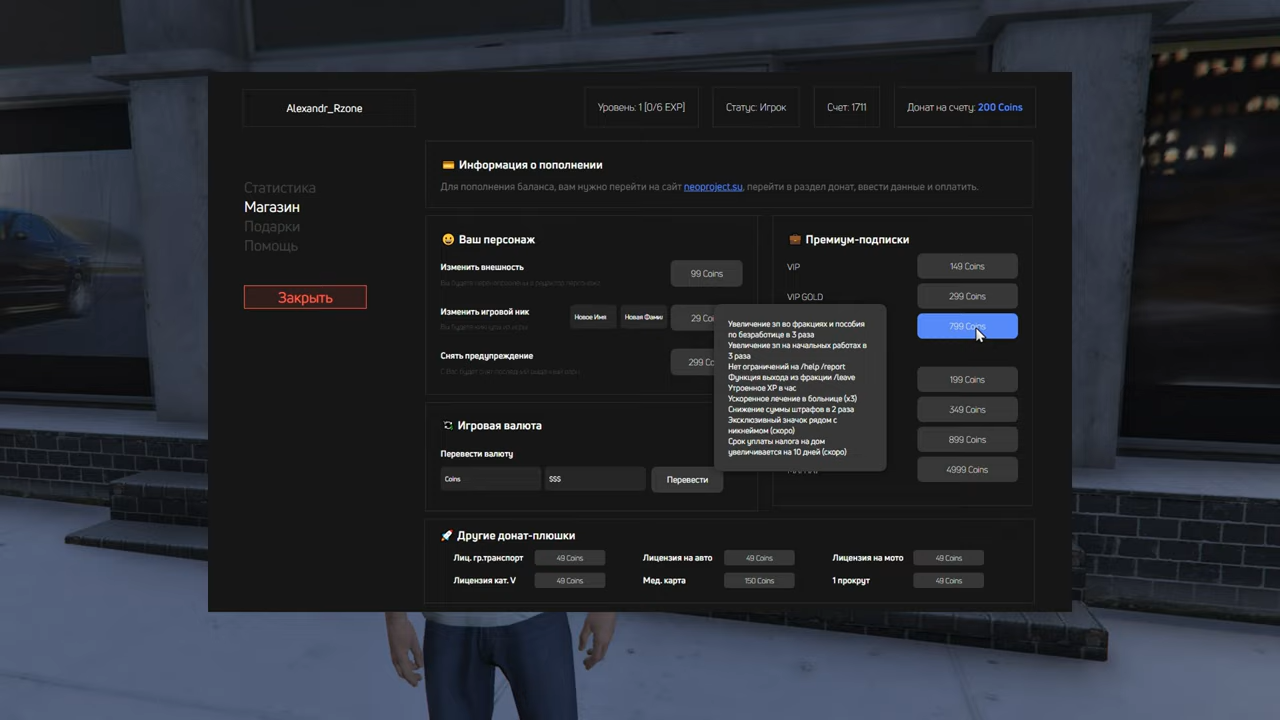 Alexandr_Rzone
Уровень: 1 [0/6 EXP]
Статус: Игрок
Счет: 1711
Донат на счету: 200 Coins
Статистика
Магазин
Подарки
Помощь
Закрыть
Информация о пополнении
Для пополнения баланса, вам нужно перейти на сайт neoproject.su, перейти в раздел донат, ввести данные и оплатить.
Ваш персонаж
Изменить внешность
99 Coins
Изменить игровой ник
Новое Имя
Новая Фамил
29 Co
Снять предупреждение
299 Co
Игровая валюта
Перевести валюту
Coins
$$$
Перевести
Премиум-подписки
VIP
149 Coins
VIP GOLD
299 Coins
799 Coins
199 Coins
349 Coins
899 Coins
4999 Coins
Увеличение зп во фракциях и пособия
по безработице в 3 раза
Увеличение зп на начальных работах в
3 раза
Нет ограничений на /help /report
Функция выхода из фракции /leave
Утроенное XP в час
Ускоренное лечение в больнице (x3)
Снижение суммы штрафов в 2 раза
Эксклюзивный значок рядом с
никнеймом (скоро)
Срок уплаты налога на дом
увеличивается на 10 дней (скоро)
Другие донат-плюшки
Лиц. гр.транспорт
49 Coins
Лицензия на авто
49 Coins
Лицензия на мото
49 Coins
Лицензия кат. V
49 Coins
Мед. карта
150 Coins
1 прокрут
49 Coins